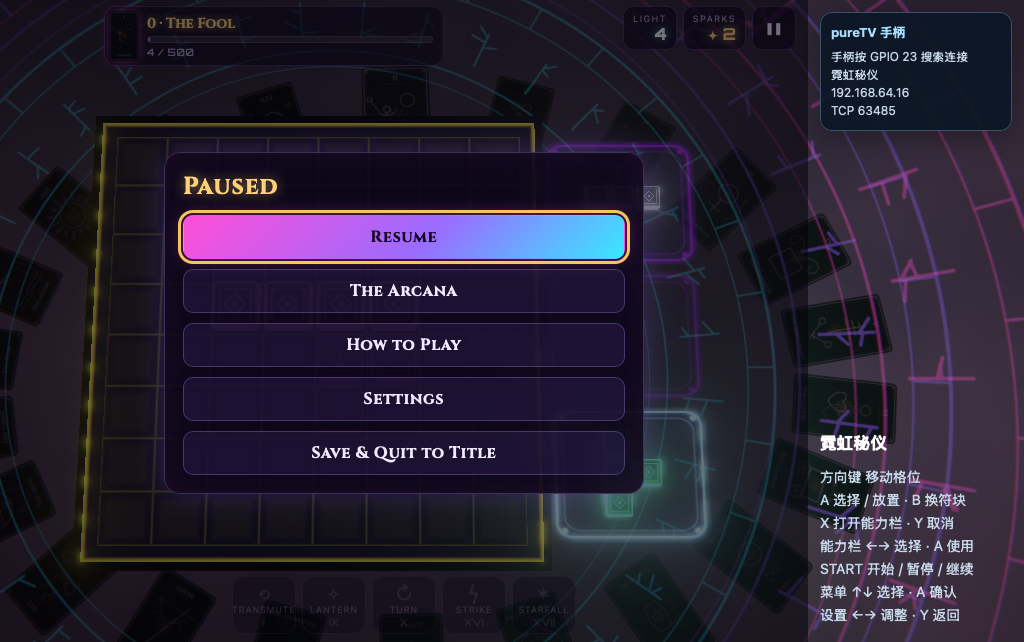 0 · THE FOOL
4 / 500
LIGHT
4
SPARKS
2
PAUSED
RESUME
THE ARCANA
HOW TO PLAY
SETTINGS
SAVE & QUIT TO TITLE
TRANSMUTE
I
LANTERN
IX
TURN
X
STRIKE
XVI
STARFALL
XVII
pureTV 手柄
手柄按 GPIO 23 搜索连接
霓虹秘仪
192.168.64.16
TCP 63485
霓虹秘仪
方向键 移动格位
A 选择 / 放置 · B 换符块
X 打开能力栏 · Y 取消
能力栏 ←→ 选择 · A 使用
START 开始 / 暂停 / 继续
菜单 ↑↓ 选择 · A 确认
设置 ←→ 调整 · Y 返回